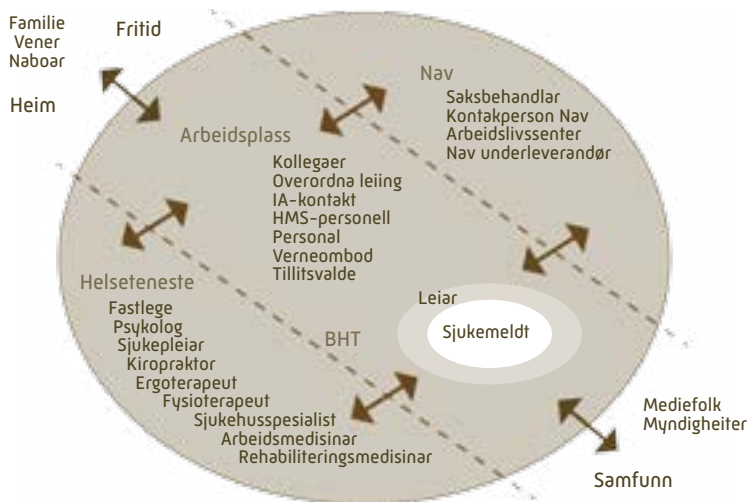 Familie
Vener
Naboar
Fritid
Heim
Nav
Saksbehandlar
Kontakperson Nav
Arbeidslivssenter
Nav underleverandør
Arbeidsplass
Kollegaer
Overordna leiing
IA-kontakt
HMS-personell
Personal
Verneombod
Tillitsvalde
Helseteneste
Fastlege
Psykolog
Sjukepleiar
Kiropraktor
Ergoterapeut
Fysioterapeut
Sjukehusspesialist
Arbeidsmedisinar
Rehabiliteringsmedisinar
BHT
Leiar
Sjukemeldt
Mediefolk
Myndigheiter
Samfunn